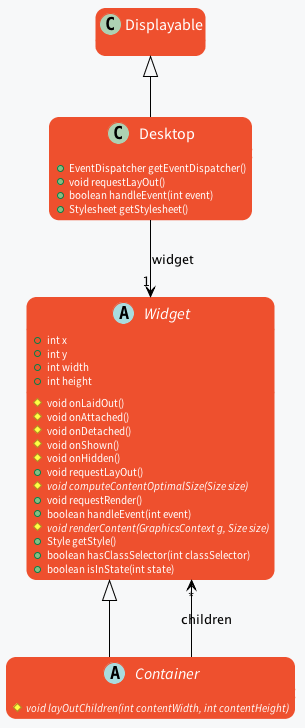 C Displayable
C Desktop
EventDispatcher getEventDispatcher()
void requestLayOut()
boolean handleEvent(int event)
Stylesheet getStylesheet()
widget
1
A Widget
int x
int y
int width
int height
void onLaidOut()
void onAttached()
void onDetached()
void onShown()
void onHidden()
void requestLayOut()
void computeContentOptimalSize(Size size)
void requestRender()
boolean handleEvent(int event)
void renderContent(GraphicsContext g, Size size)
Style getStyle()
boolean hasClassSelector(int classSelector)
boolean isInState(int state)
*
children
A Container
void layOutChildren(int contentWidth, int contentHeight)